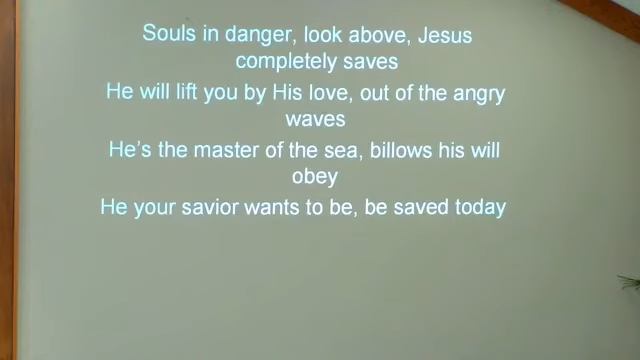 Souls in danger, look above, Jesus
completely saves
He will lift you by His love, out of the angry
waves
He's the master of the sea, billows his will
obey
He your savior wants to be, be saved today